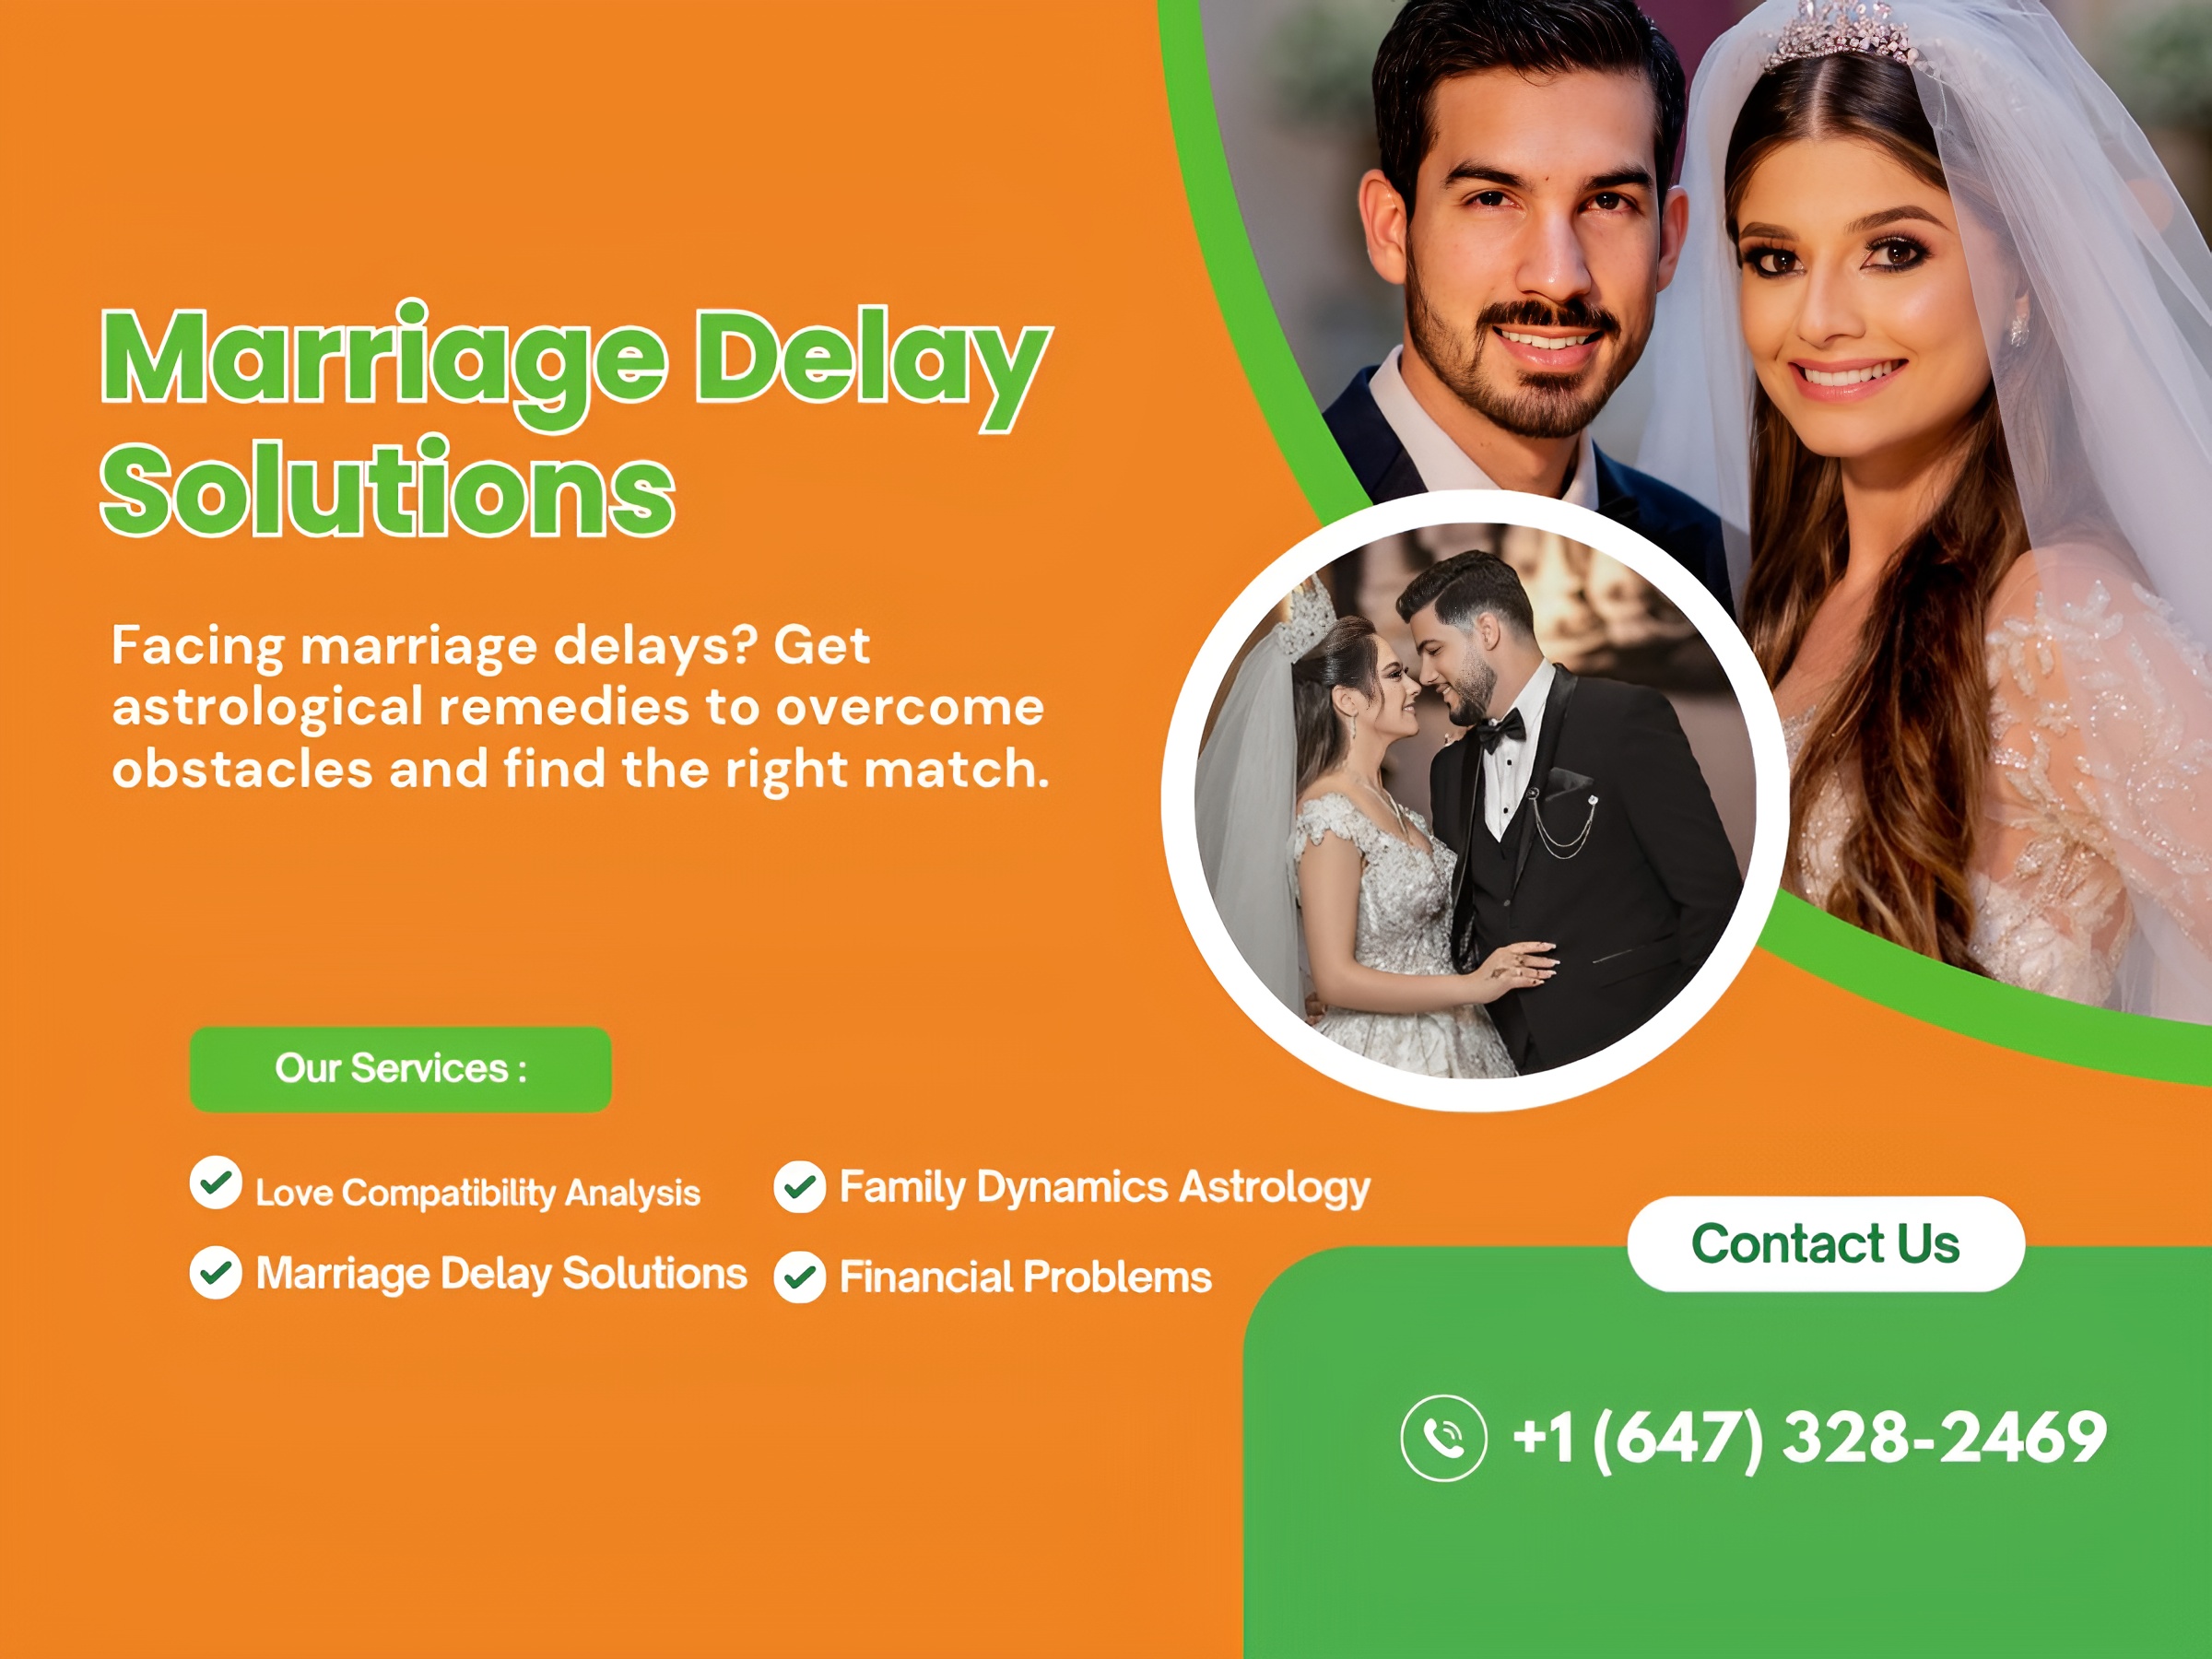 Marriage Delay
Solutions
Facing marriage delays? Get
astrological remedies to overcome
obstacles and find the right match.
Our Services :
Love Compatibility Analysis
Family Dynamics Astrology
Marriage Delay Solutions
Financial Problems
Contact Us
+1 (647) 328-2469